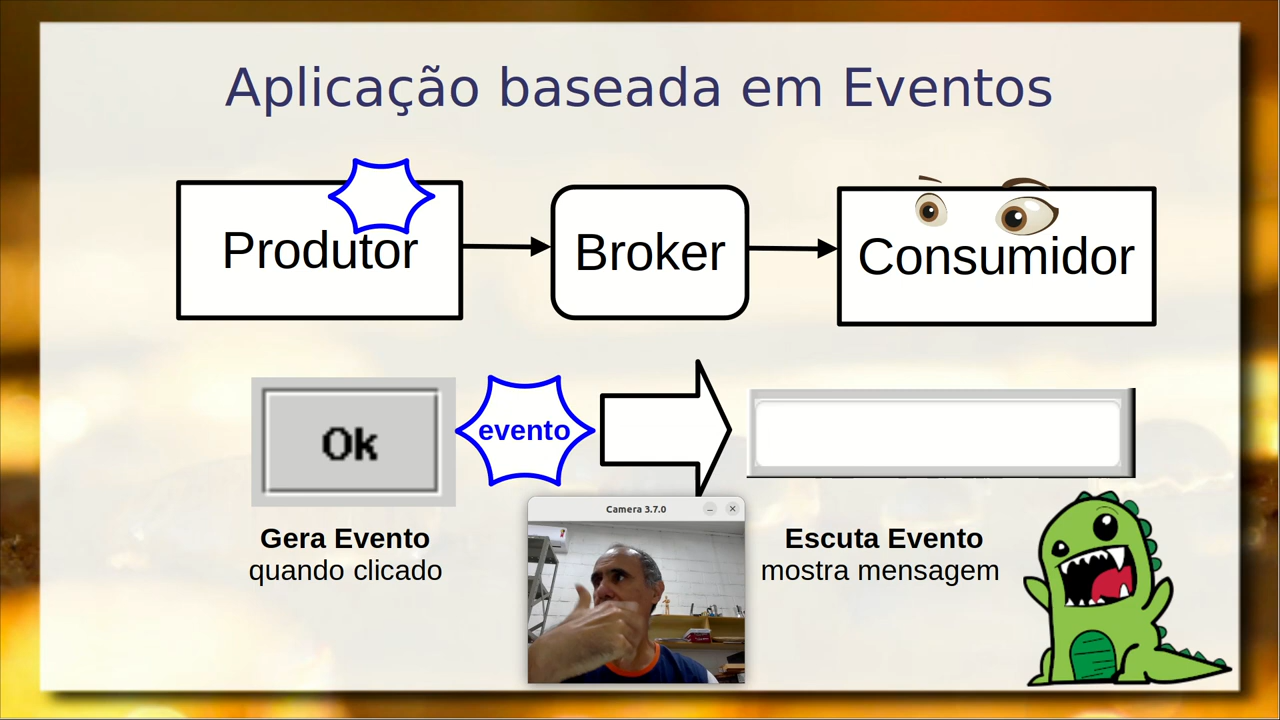 Aplicação baseada em Eventos
Produtor
Broker
Consumidor
Ok
evento
Camera 3.7.0
Gera Evento
quando clicado
Escuta Evento
mostra mensagem